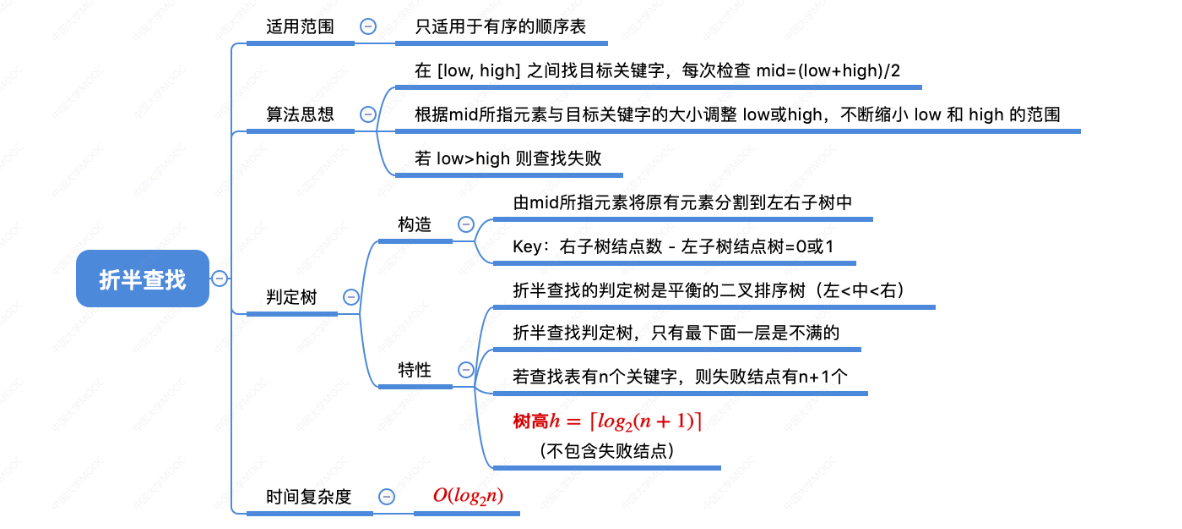 折半查找
适用范围
只适用于有序的顺序表
算法思想
在 [low, high] 之间找目标关键字，每次检查 mid=(low+high)/2
根据mid所指元素与目标关键字的大小调整 low或high，不断缩小 low 和 high 的范围
若 low>high 则查找失败
判定树
构造
由mid所指元素将原有元素分割到左右子树中
Key：右子树结点数 - 左子树结点树=0或1
特性
折半查找的判定树是平衡的二叉排序树（左<中<右）
折半查找判定树，只有最下面一层是不满的
若查找表有n个关键字，则失败结点有n+1个
树高h = ⌈log₂(n + 1)⌉
（不包含失败结点）
时间复杂度
O(log₂n)